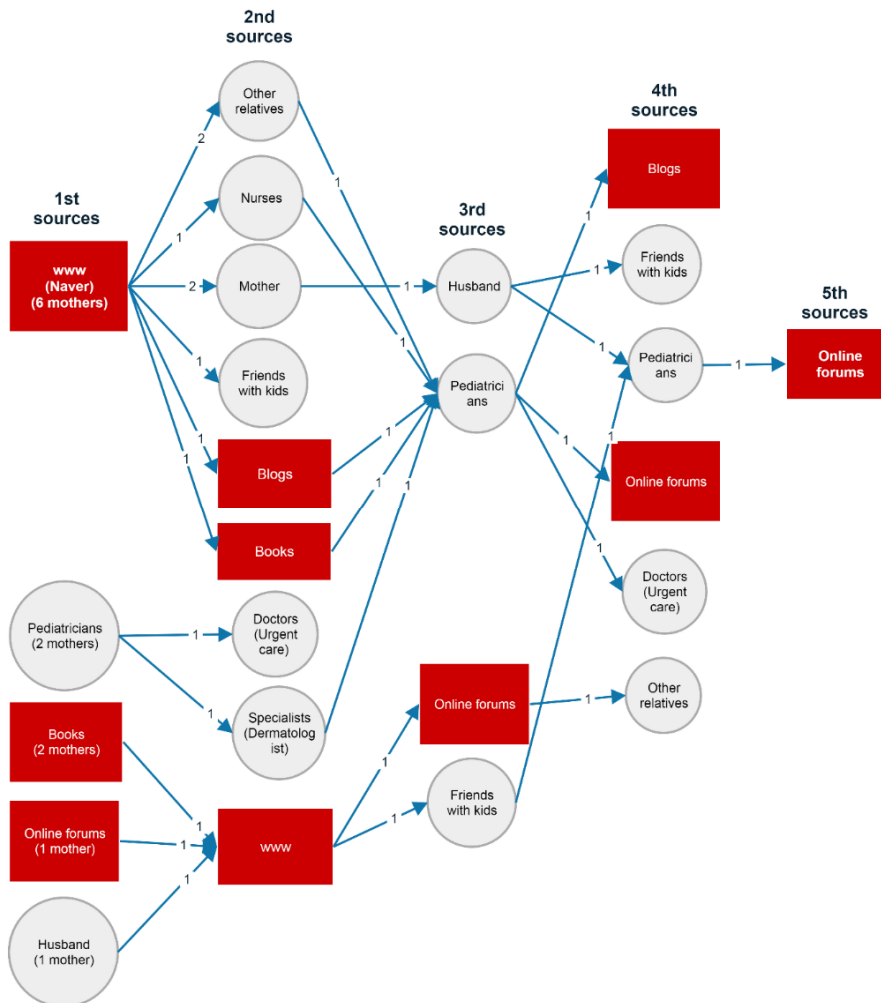 2nd
sources
Other
relatives
2
1
4th
sources
Blogs
1st
sources
Nurses
1
1
3rd
sources
www
(Naver)
(6 mothers)
Mother
2
1
Husband
1
Friends
with kids
5th
sources
1
1
Pediatrici
ans
1
Online
forums
1
Friends
with kids
Pediatrici
ans
1
1
1
Blogs
1
1
Online forums
1
1
Books
1
1
Doctors
(Urgent
care)
Pediatricians
(2 mothers)
1
Doctors
(Urgent
care)
1
Specialists
(Dermatolog
ist)
Online forums
1
Other
relatives
Books
(2 mothers)
1
1
Friends
with kids
Online forums
(1 mother)
1
www
1
1
Husband
(1 mother)